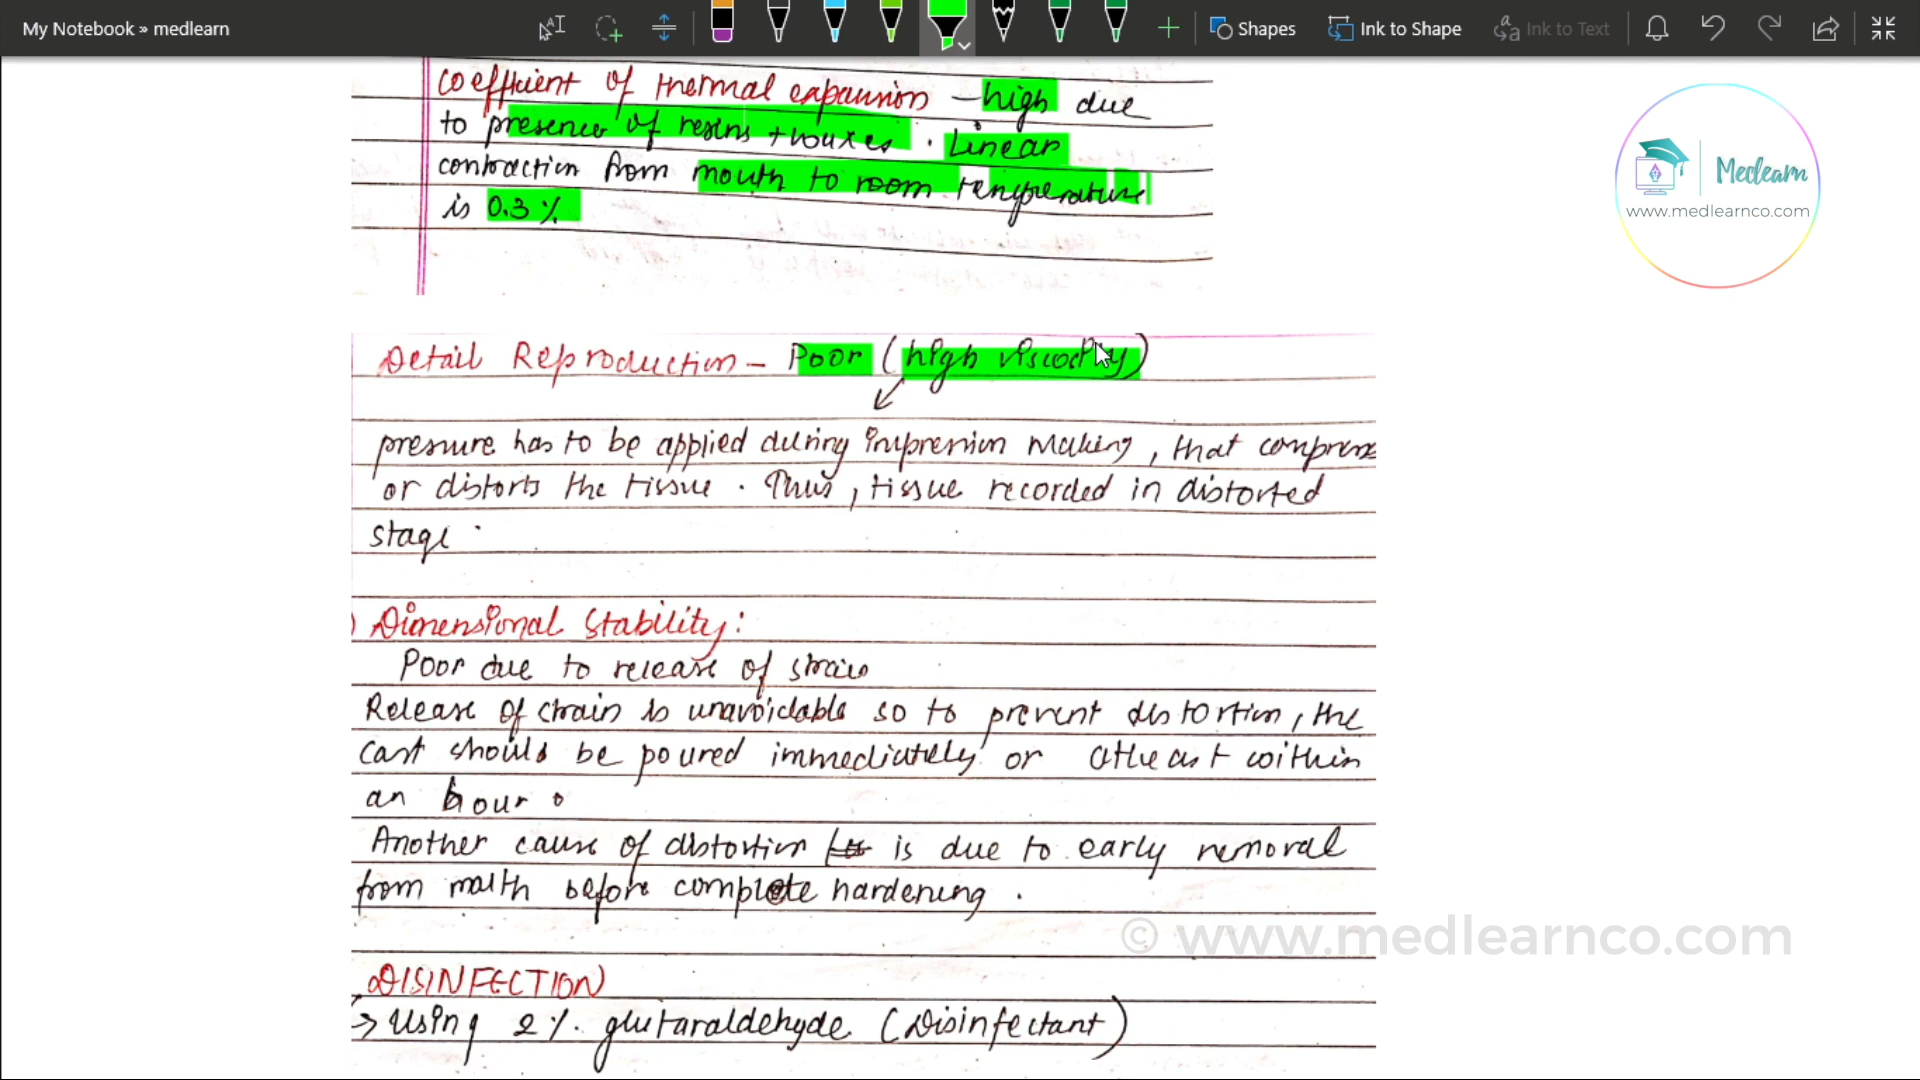 My Notebook » medlearn
Shapes
Ink to Shape
Ink to Text
coefficient of thermal expansion – high due
to presence of resins + waxes . Linear
contraction from mouth to room temperature
is 0.3 %
Medlearn
www.medlearnco.com
Detail Reproduction – Poor (high viscosity)
pressure has to be applied during impression making, that compress
or distorts the tissue . Thus, tissue recorded in distorted
stage .
) Dimensional Stability :
Poor due to release of strain
Release of strain is unavoidable so to prevent distortion, the
cast should be poured immediately or atleast within
an hour .
Another cause of distortion is due to early removal
from mouth before complete hardening .
© www.medlearnco.com
DISINFECTION
→ Using 2 %. glutaraldehyde (Disinfectant)